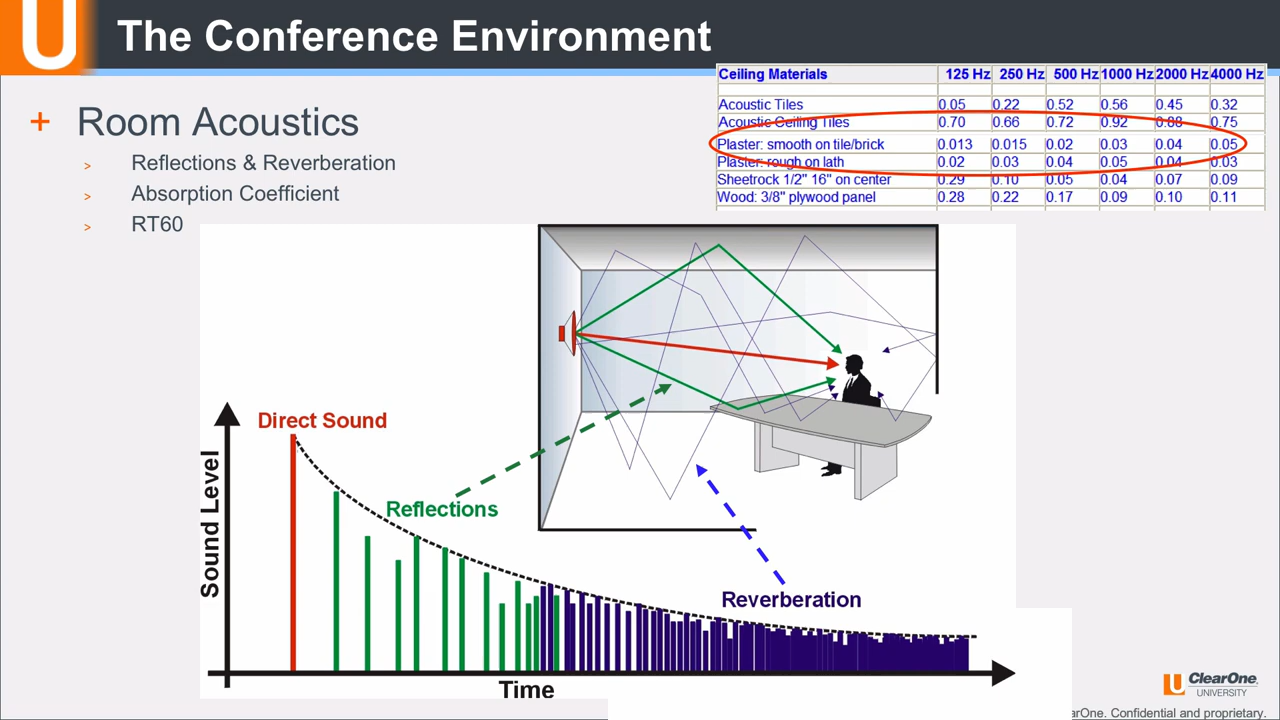 The Conference Environment
Ceiling Materials 125 Hz 250 Hz 500 Hz 1000 Hz 2000 Hz 4000 Hz
Acoustic Tiles 0.05 0.22 0.52 0.56 0.45 0.32
Acoustic Ceiling Tiles 0.70 0.66 0.72 0.92 0.88 0.75
Plaster: smooth on tile/brick 0.013 0.015 0.02 0.03 0.04 0.05
Plaster: rough on lath 0.02 0.03 0.04 0.05 0.04 0.03
Sheetrock 1/2" 16" on center 0.29 0.10 0.05 0.04 0.07 0.09
Wood: 3/8" plywood panel 0.28 0.22 0.17 0.09 0.10 0.11
+ Room Acoustics
> Reflections & Reverberation
> Absorption Coefficient
> RT60
Direct Sound
Sound Level
Reflections
Reverberation
Time
ClearOne.
UNIVERSITY
arOne. Confidential and proprietary.